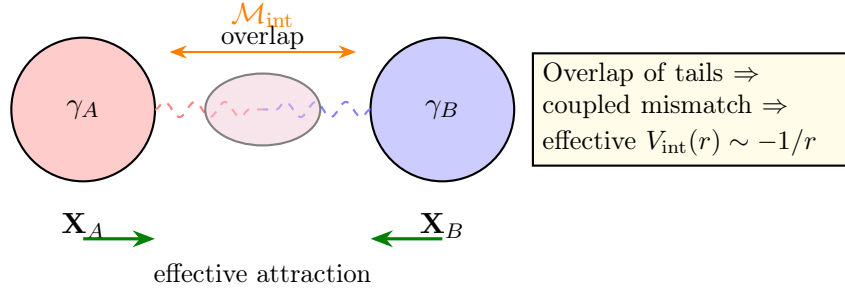 𝓜_int
overlap
γ_A
γ_B
Overlap of tails ⇒
coupled mismatch ⇒
effective V_int(r) ∼ −1/r
𝐗_A
𝐗_B
effective attraction